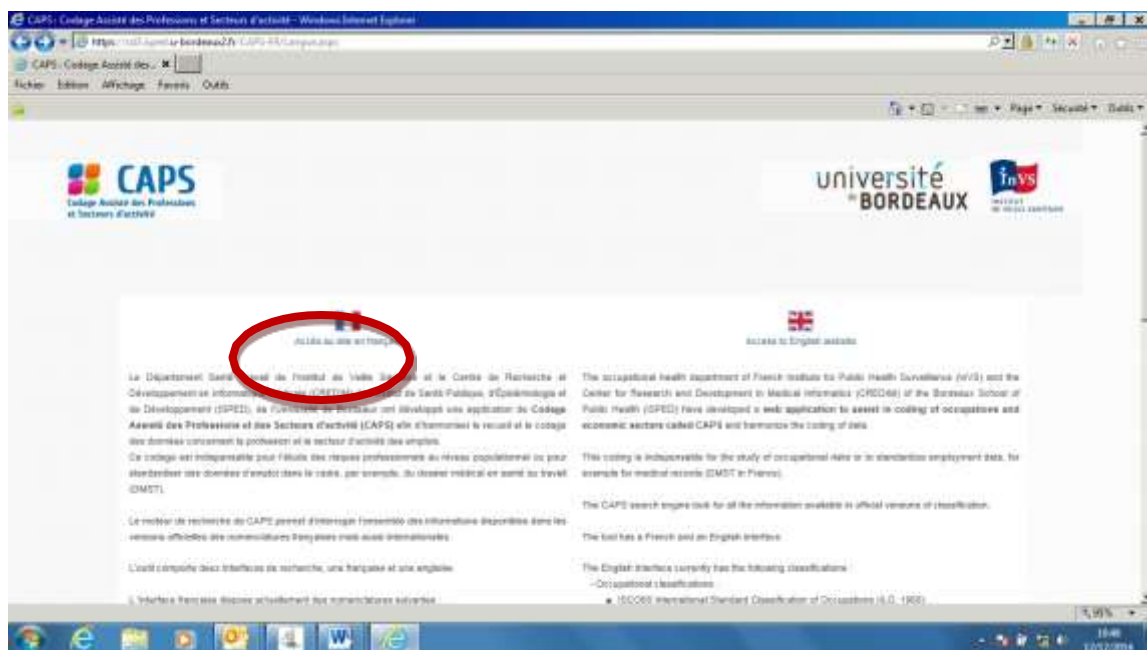 CAPS : Codage Assisté des Professions et Secteurs d'activité - Windows Internet Explorer
CAPS : Codage Assisté des ...
Fichier Edition Affichage Favoris Outils
Page Sécurité Outils
CAPS
Codage Assisté des Professions
et Secteurs d'activité
université
de BORDEAUX
InVS
INSTITUT
DE VEILLE SANITAIRE
Accès au site en français
Le Département Santé de l'Institut de Veille et le Centre de Recherche et
Développement en Informatique de Santé Publique, d'Épidémiologie et
de Développement (ISPED), de l'Université de Bordeaux ont développé une application de Codage
Assisté des Professions et des Secteurs d'activité (CAPS) afin d'harmoniser le recueil et le codage
des données concernant la profession et le secteur d'activité des emplois.
Ce codage est indispensable pour l'étude des risques professionnels au niveau populationnel ou pour
standardiser des données d'emploi dans le cadre, par exemple, du dossier médical en santé au travail
(DMST).
Le moteur de recherche de CAPS permet d'interroger l'ensemble des informations disponibles dans les
versions officielles des nomenclatures françaises mais aussi internationales.
L'outil comporte deux interfaces de recherche, une française et une anglaise.
L'interface française dispose actuellement des nomenclatures suivantes :
Access to English website
The occupational health department of French Institute for Public Health Surveillance (InVS) and the
Center for Research and Development in Medical Informatics (CREDIM) of the Bordeaux School of
Public Health (ISPED) have developed a web application to assist in coding of occupations and
economic sectors called CAPS and harmonize the coding of data.
This coding is indispensable for the study of occupational risks or to standardize employment data, for
example for medical records (DMST in France).
The CAPS search engine look for all the information available in official versions of classification.
The tool has a French and an English interface.
The English interface currently has the following classifications :
- Occupational classifications :
ISCO68 International Standard Classification of Occupations (ILO, 1968)
95%
16:48
12/12/2014